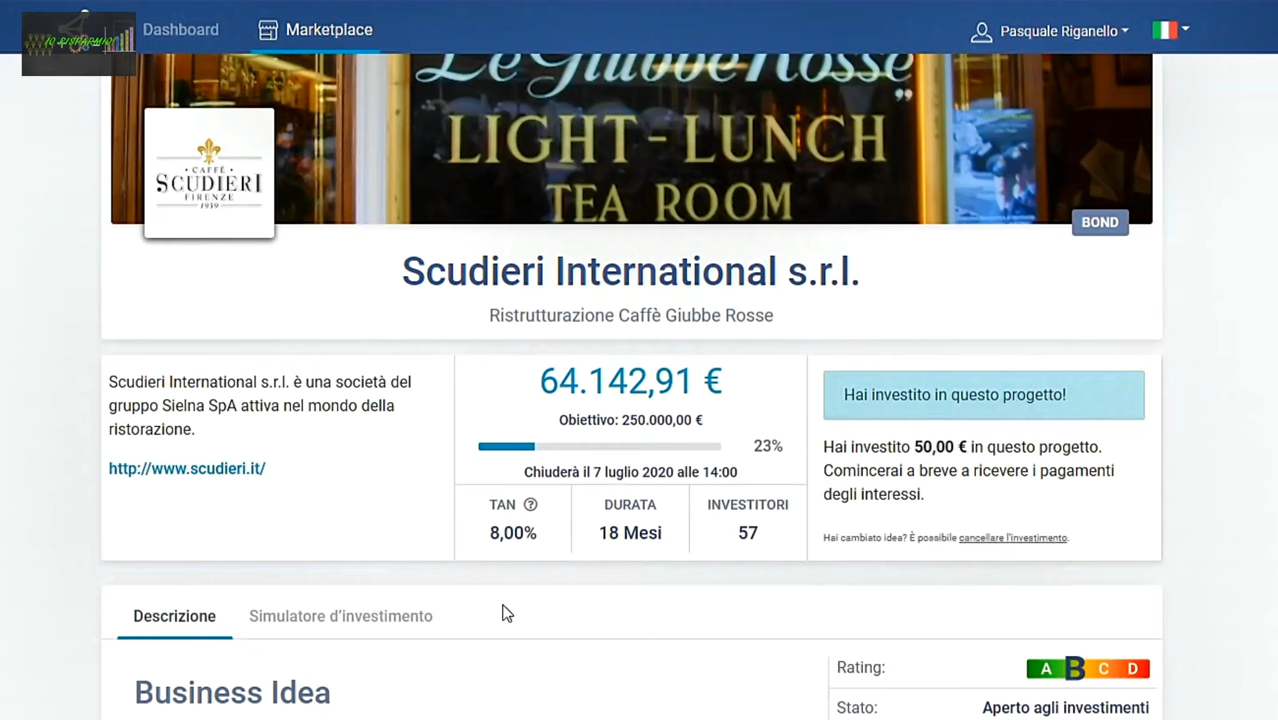 IO RISPARMIO!
Dashboard
Marketplace
Pasquale Riganello
Le Giubbe Rosse
”
LIGHT-LUNCH
TEA ROOM
CAFFÈ
SCUDIERI
FIRENZE
1939
BOND
Scudieri International s.r.l.
Ristrutturazione Caffè Giubbe Rosse
Scudieri International s.r.l. è una società del
gruppo Sielna SpA attiva nel mondo della
ristorazione.
http://www.scudieri.it/
64.142,91 €
Obiettivo: 250.000,00 €
23%
Chiuderà il 7 luglio 2020 alle 14:00
TAN ?
DURATA
INVESTITORI
8,00%
18 Mesi
57
Hai investito in questo progetto!
Hai investito 50,00 € in questo progetto.
Comincerai a breve a ricevere i pagamenti
degli interessi.
Hai cambiato idea? È possibile cancellare l'investimento.
Descrizione
Simulatore d'investimento
Business Idea
Rating:
A B C D
Stato:
Aperto agli investimenti